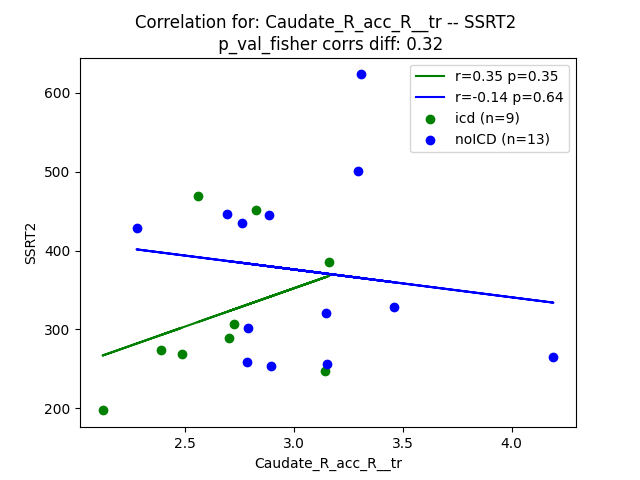 Correlation for: Caudate_R_acc_R__tr -- SSRT2
p_val_fisher corrs diff: 0.32
r=0.35 p=0.35
r=-0.14 p=0.64
icd (n=9)
noICD (n=13)
600
500
400
300
200
SSRT2
2.5
3.0
3.5
4.0
Caudate_R_acc_R__tr